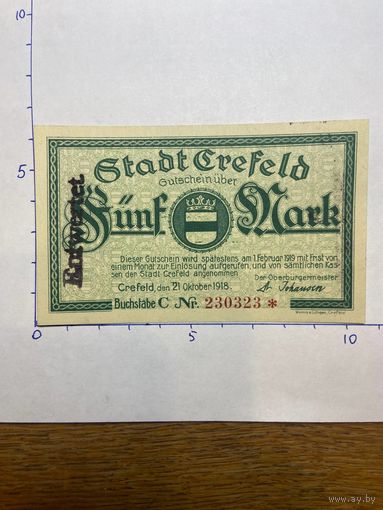 10
5
Stadt Crefeld
Gutschein über
Fünf Mark
Entwertet
Dieser Gutschein wird spätestens am 1. Februar 1919 mit Frist von
einem Monat zur Einlösung aufgerufen, und von sämtlichen Kas-
sen der Stadt Crefeld angenommen.
Der Oberbürgermeister
Crefeld, den 21 Oktober 1918.
Dr. Johansen
Buchstabe C Nr. 230323 *
0 5 10
www.ay.by